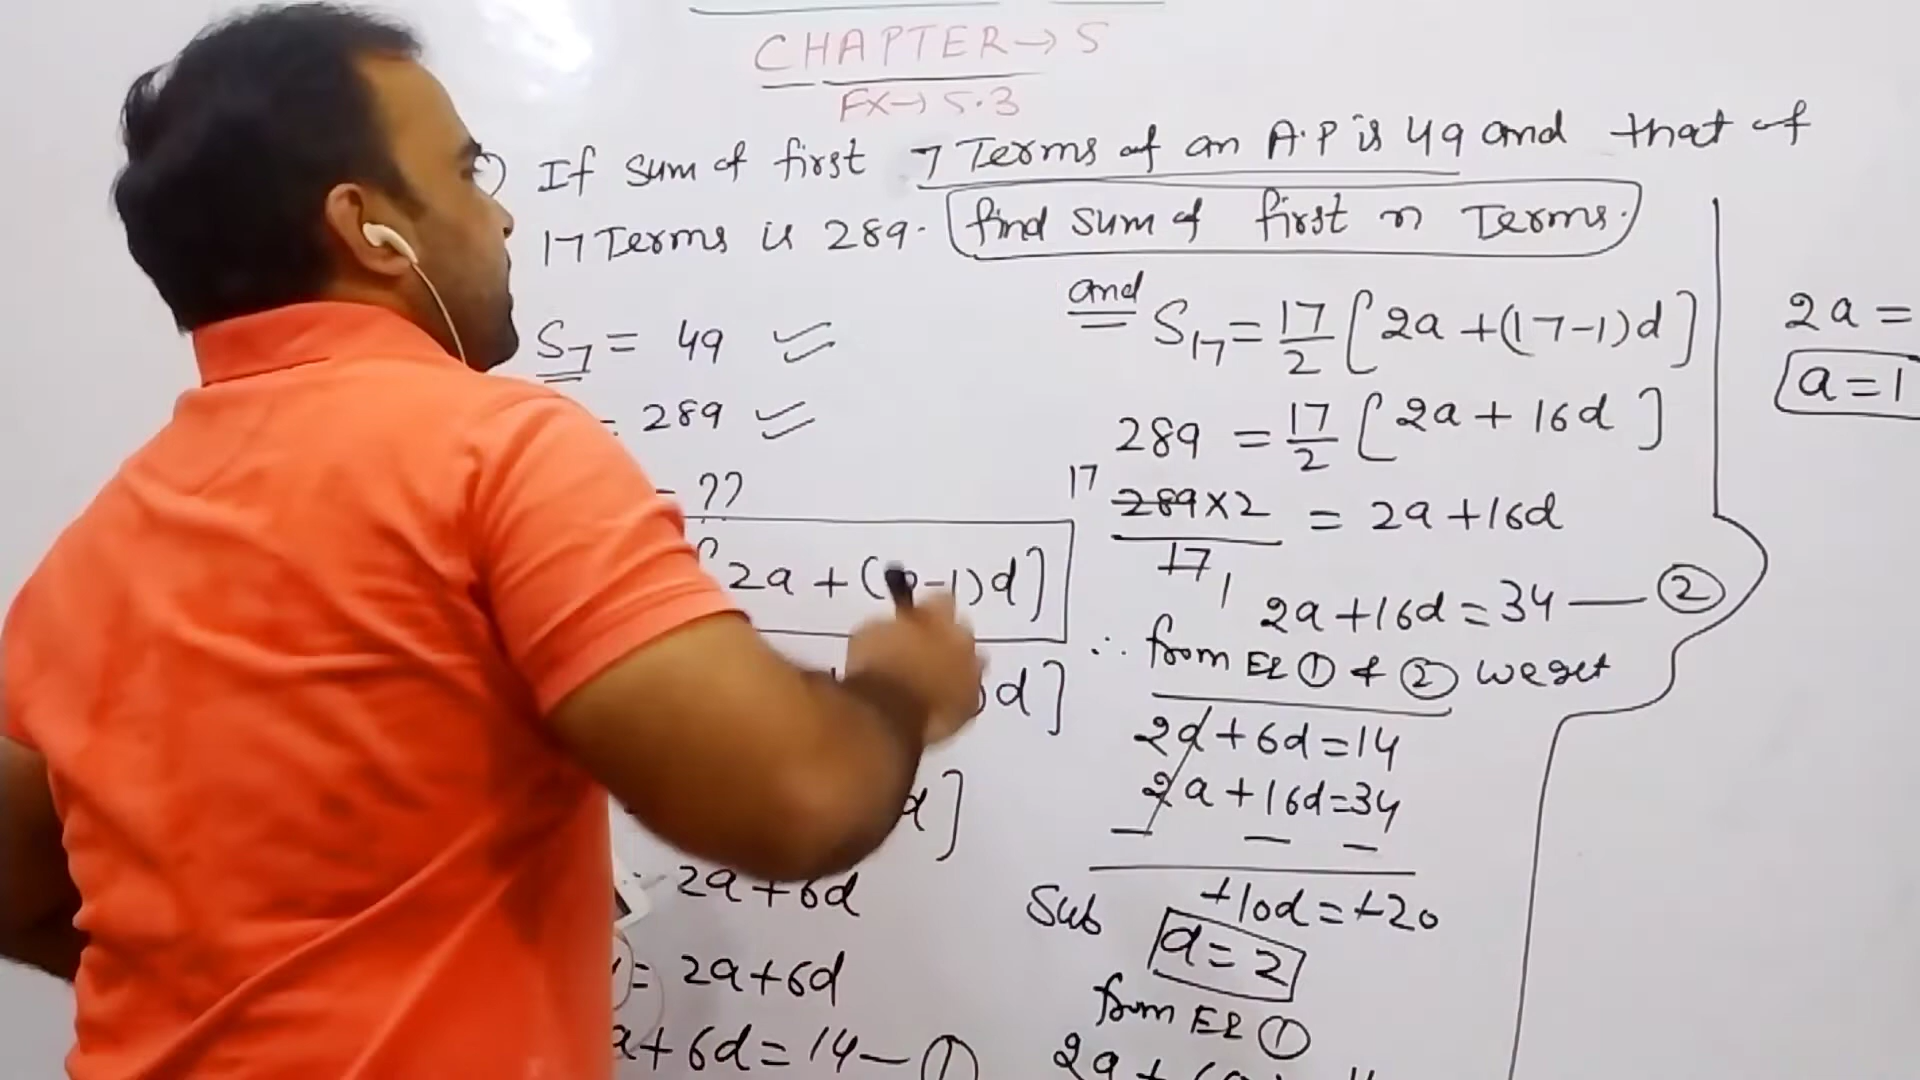 CHAPTER → 5
EX → 5.3
If sum of first 7 Terms of an A.P is 49 and that of
17 Terms is 289. find sum of first n Terms.
S7 = 49
= 289
= ??
2a + (n-1)d]
d]
d]
2a+6d
= 2a+6d
a+6d = 14 — ①
and S17 = 17/2 [2a + (17-1)d]
289 = 17/2 [2a + 16d]
17
289×2/17 = 2a + 16d
1
2a + 16d = 34 — ②
∴ from Eq ① & ② we get
2a + 6d = 14
2a + 16d = 34
— — —
Sub +10d = +20
d = 2
from Eq ①
2a +
2a =
a = 1